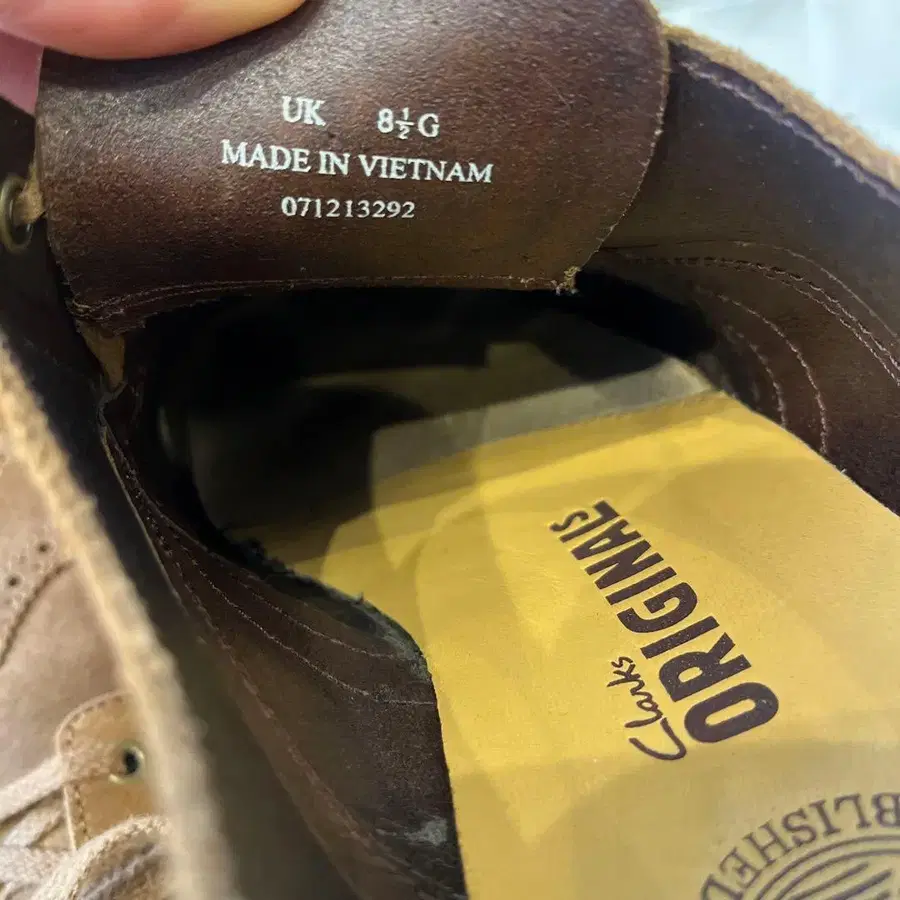 UK 8½G
MADE IN VIETNAM
071213292
Clarks
ORIGINALS